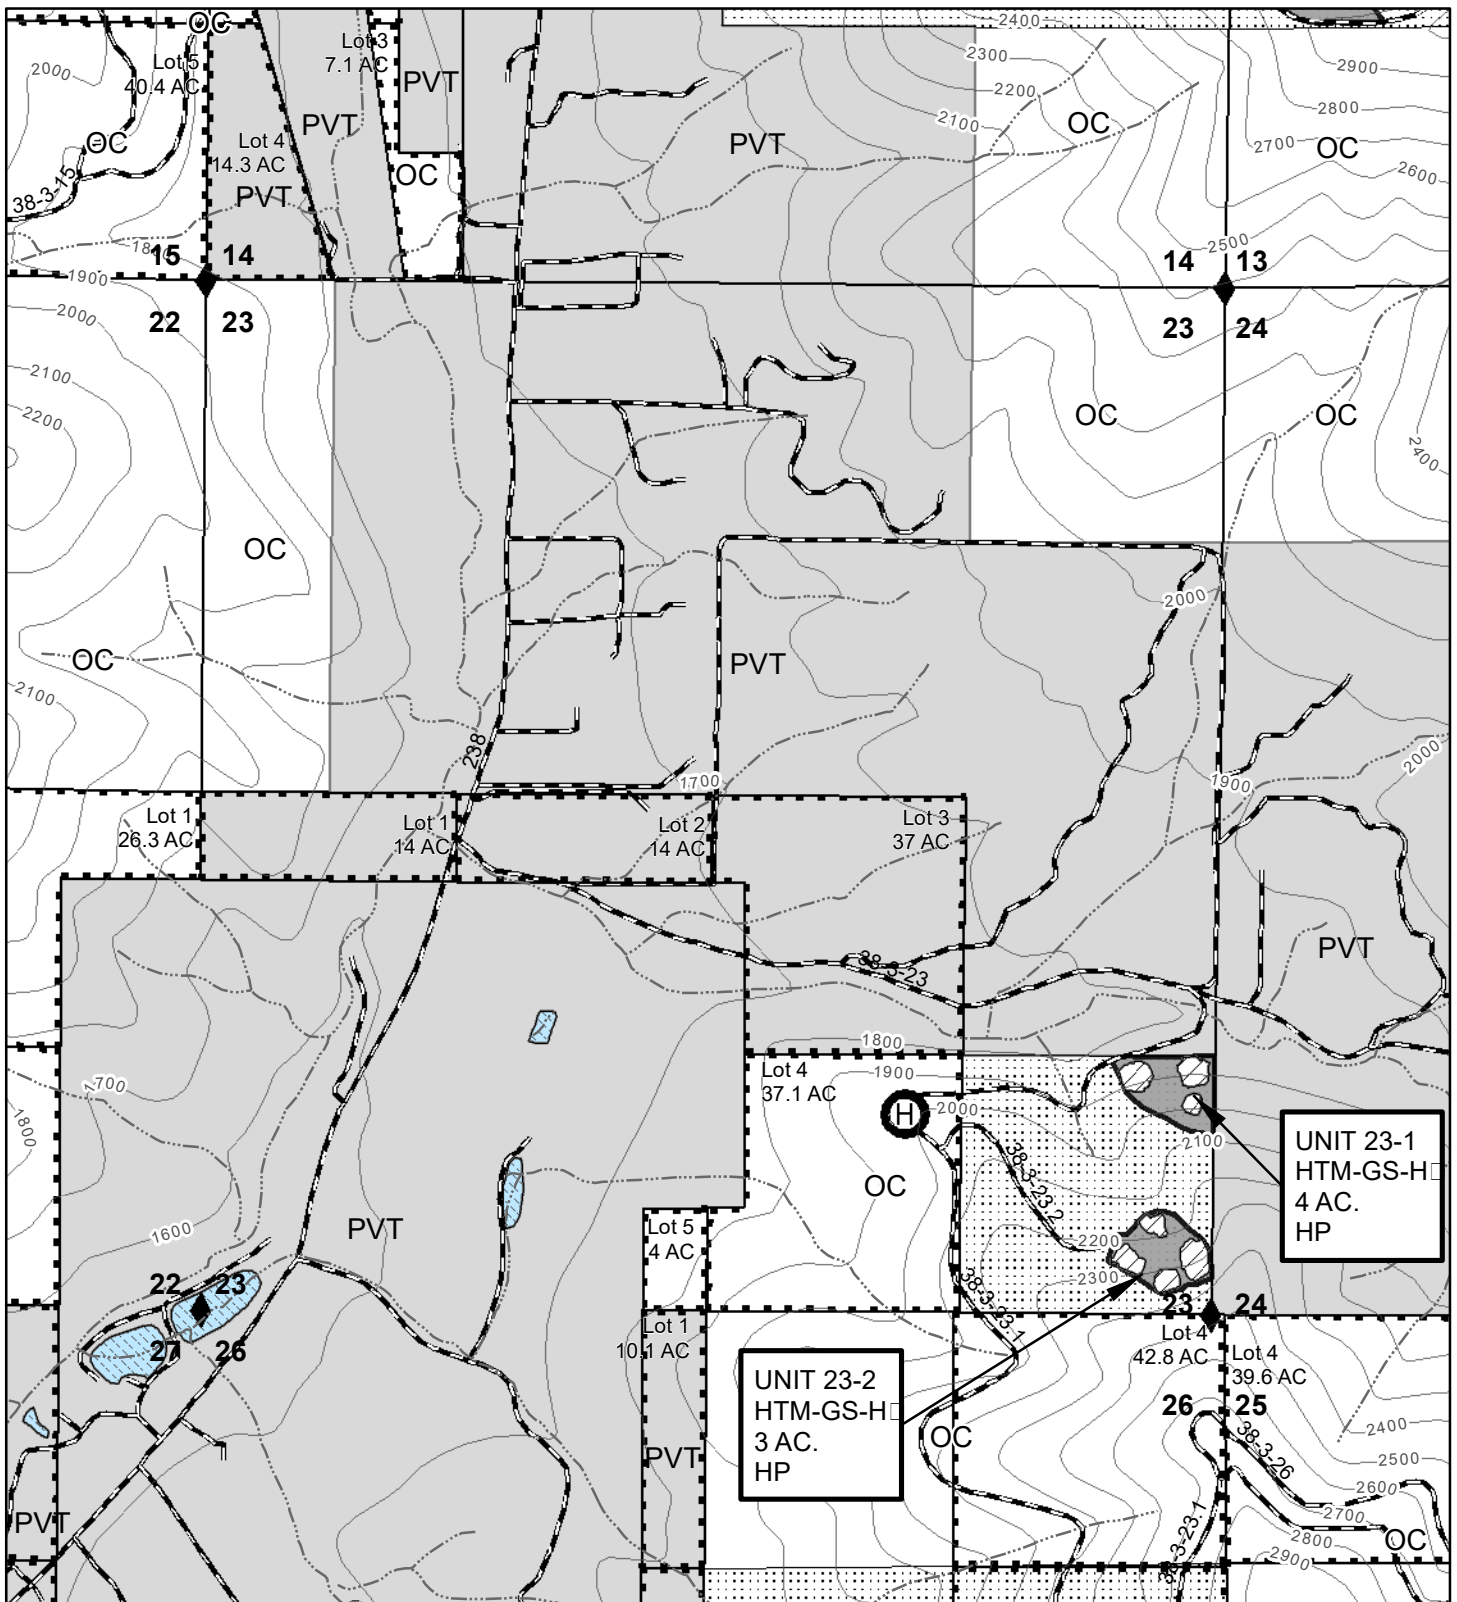 OC
2400
Lot 5
40.4 AC
Lot 3
7.1 AC
PVT
2000
2300
2200
2100
2900
2800
2700
2600
OC
Lot 4
14.3 AC
PVT
PVT
PVT
OC
OC
OC
38-3-15
1800
1900
15
14
14
13
2500
22
23
23
24
2000
2100
2200
OC
OC
2400
OC
2000
OC
PVT
2100
238
1700
1900
2000
Lot 1
26.3 AC
Lot 1
14 AC
Lot 2
14 AC
Lot 3
37 AC
PVT
38-3-23
1800
1900
2000
Lot 4
37.1 AC
H
1700
1800
2100
UNIT 23-1
HTM-GS-H□
4 AC.
HP
OC
38-3-23.2
PVT
Lot 5
4 AC
1600
2200
2300
22
23
27
26
23
24
38-3-23.1
Lot 1
10.1 AC
Lot 4
42.8 AC
Lot 4
39.6 AC
UNIT 23-2
HTM-GS-H□
3 AC.
HP
26
25
OC
38-3-26
2400
2500
2600
2700
2800
2900
PVT
PVT
OC
38-3-23.1